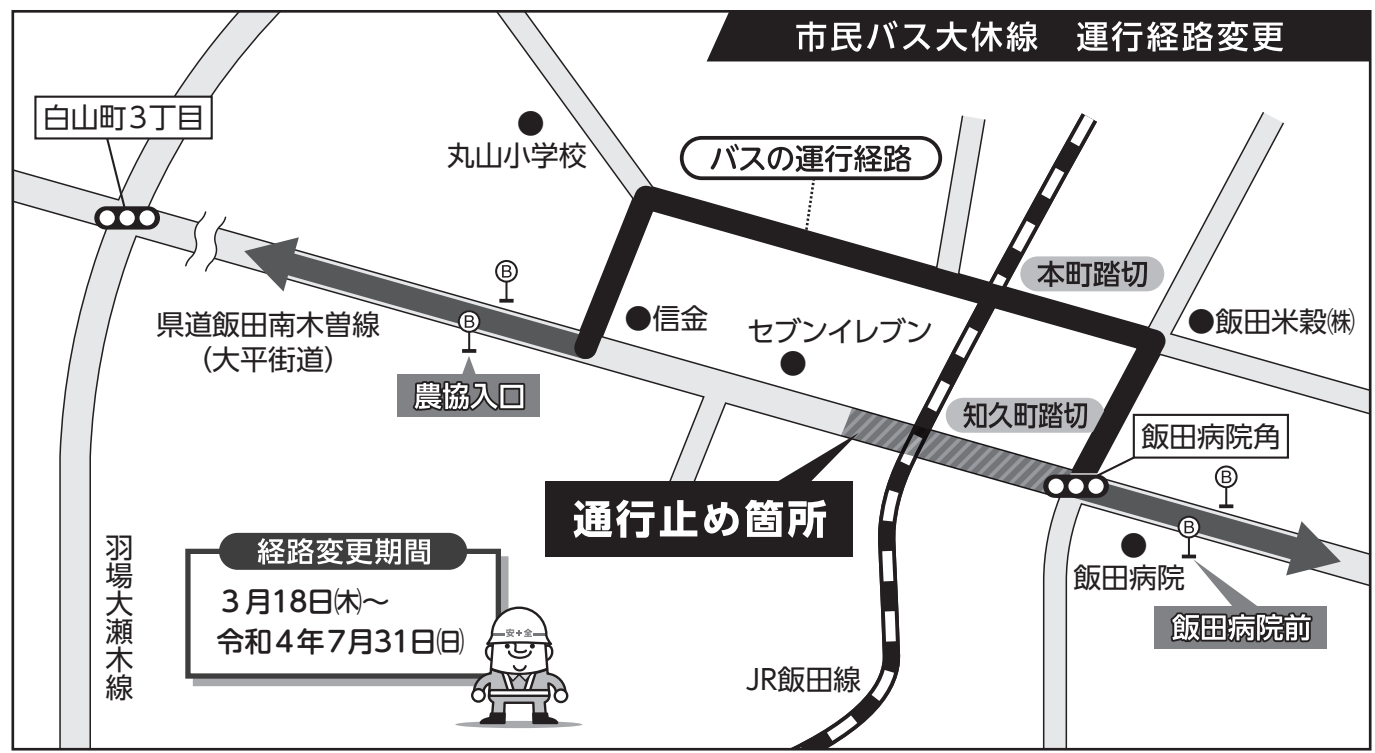 市民バス大休線　運行経路変更
白山町3丁目
丸山小学校
バスの運行経路
本町踏切
B
信金
セブンイレブン
飯田米穀㈱
県道飯田南木曽線
（大平街道）
B
農協入口
知久町踏切
飯田病院角
通行止め箇所
B
B
飯田病院
飯田病院前
羽場大瀬木線
経路変更期間
3月18日㈭～
令和4年7月31日㈰
安+全
JR飯田線